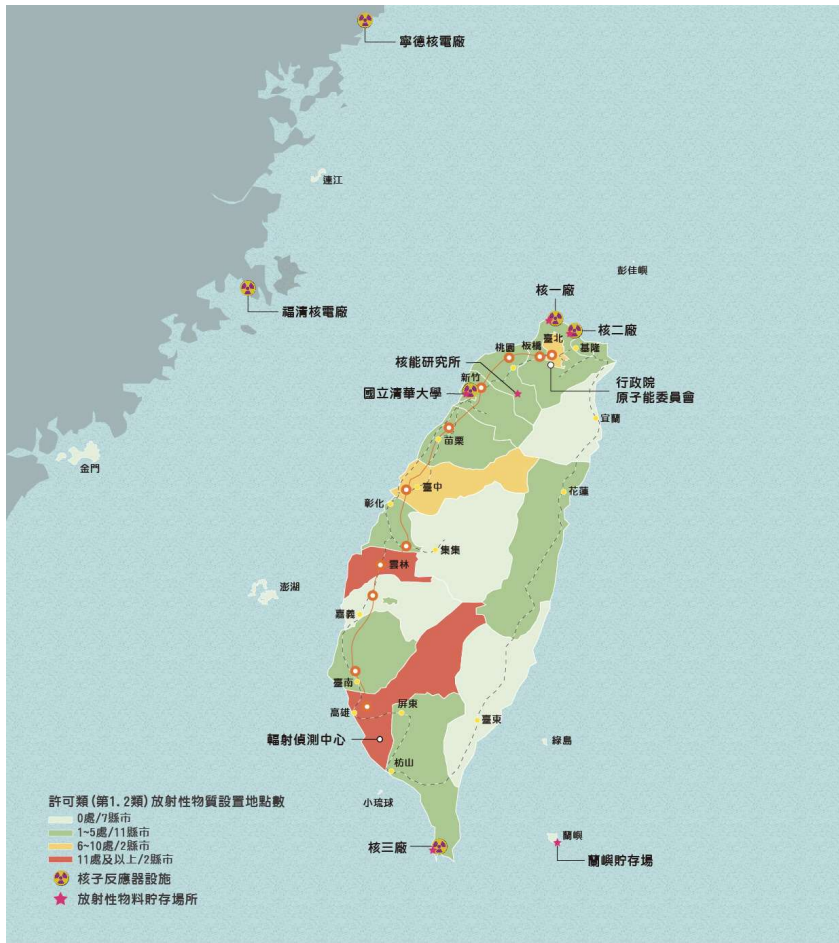 寧德核電廠
連江
彭佳嶼
福清核電廠
核一廠
核二廠
臺北
基隆
板橋
桃園
核能研究所
新竹
國立清華大學
行政院
原子能委員會
宜蘭
苗栗
金門
臺中
花蓮
彰化
集集
雲林
澎湖
嘉義
臺南
高雄
屏東
臺東
輻射偵測中心
綠島
枋山
小琉球
核三廠
蘭嶼
蘭嶼貯存場
許可類(第1.2類)放射性物質設置地點數
0處/7縣市
1~5處/11縣市
6~10處/2縣市
11處及以上/2縣市
核子反應器設施
放射性物料貯存場所